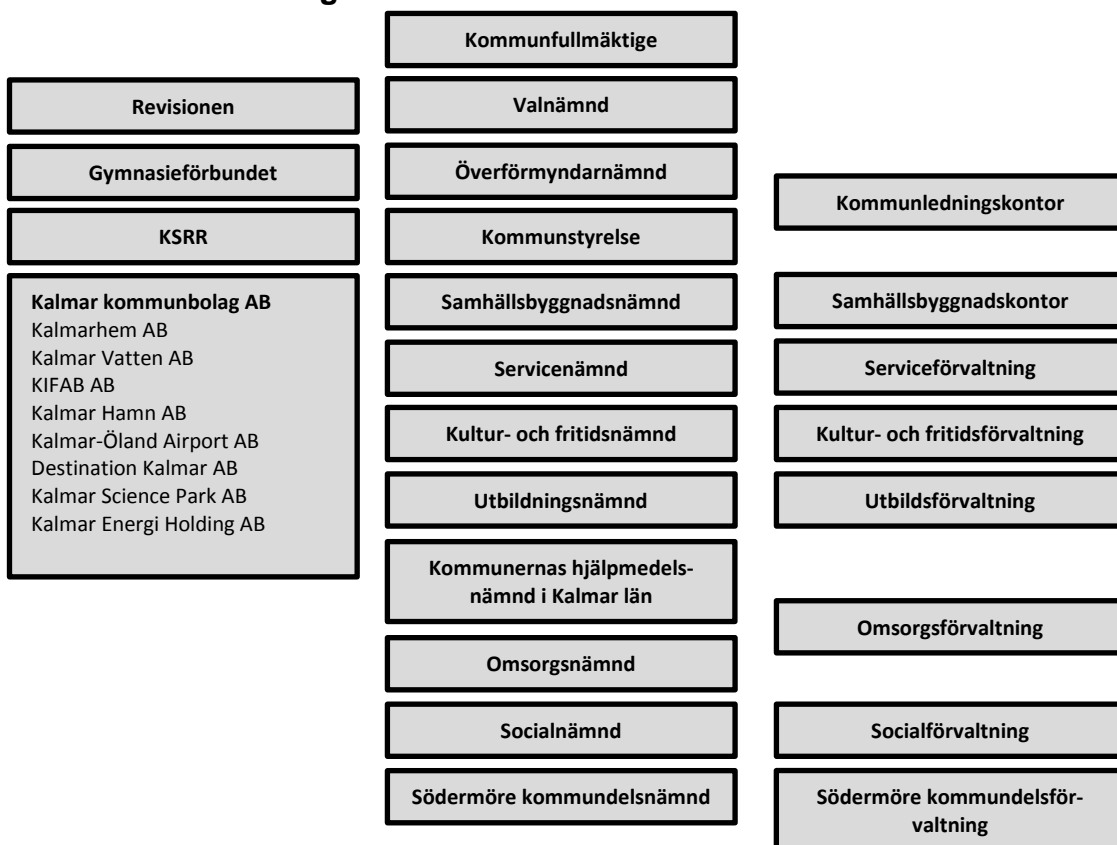 Kommunfullmäktige
Revisionen
Valnämnd
Gymnasieförbundet
Överförmyndarnämnd
Kommunledningskontor
KSRR
Kommunstyrelse
Kalmar kommunbolag AB
Kalmarhem AB
Kalmar Vatten AB
KIFAB AB
Kalmar Hamn AB
Kalmar-Öland Airport AB
Destination Kalmar AB
Kalmar Science Park AB
Kalmar Energi Holding AB
Samhällsbyggnadsnämnd
Samhällsbyggnadskontor
Servicenämnd
Serviceförvaltning
Kultur- och fritidsnämnd
Kultur- och fritidsförvaltning
Utbildningsnämnd
Utbildsförvaltning
Kommunernas hjälpmedels-
nämnd i Kalmar län
Omsorgsförvaltning
Omsorgsnämnd
Socialnämnd
Socialförvaltning
Södermöre kommundelsnämnd
Södermöre kommundelsför-
valtning